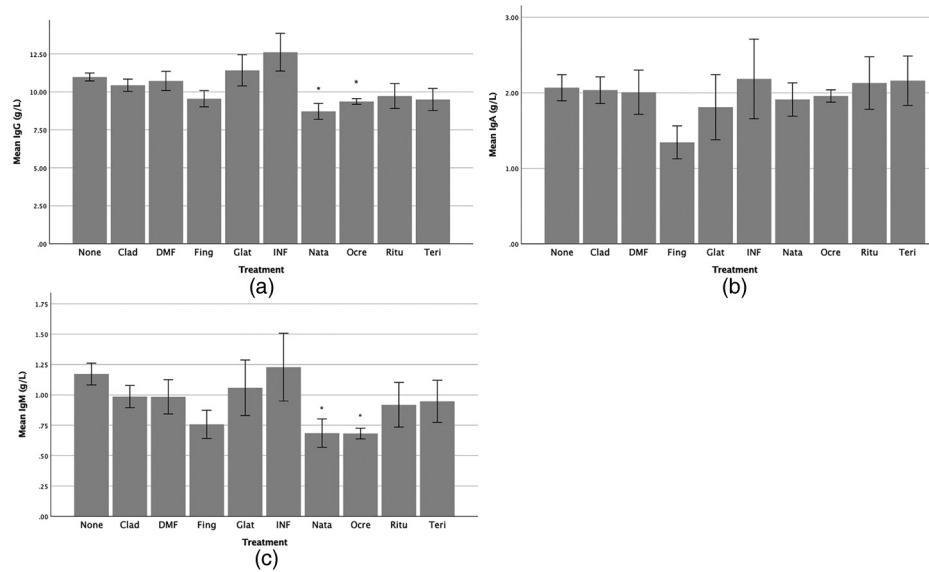 Mean IgG (g/L)
12.50
10.00
7.50
5.00
2.50
.00
* *
None Clad DMF Fing Glat INF Nata Ocre Ritu Teri
Treatment
(a)
Mean IgA (g/L)
3.00
2.00
1.00
.00
None Clad DMF Fing Glat INF Nata Ocre Ritu Teri
Treatment
(b)
Mean IgM (g/L)
1.75
1.50
1.25
1.00
.75
.50
.25
.00
* *
None Clad DMF Fing Glat INF Nata Ocre Ritu Teri
Treatment
(c)